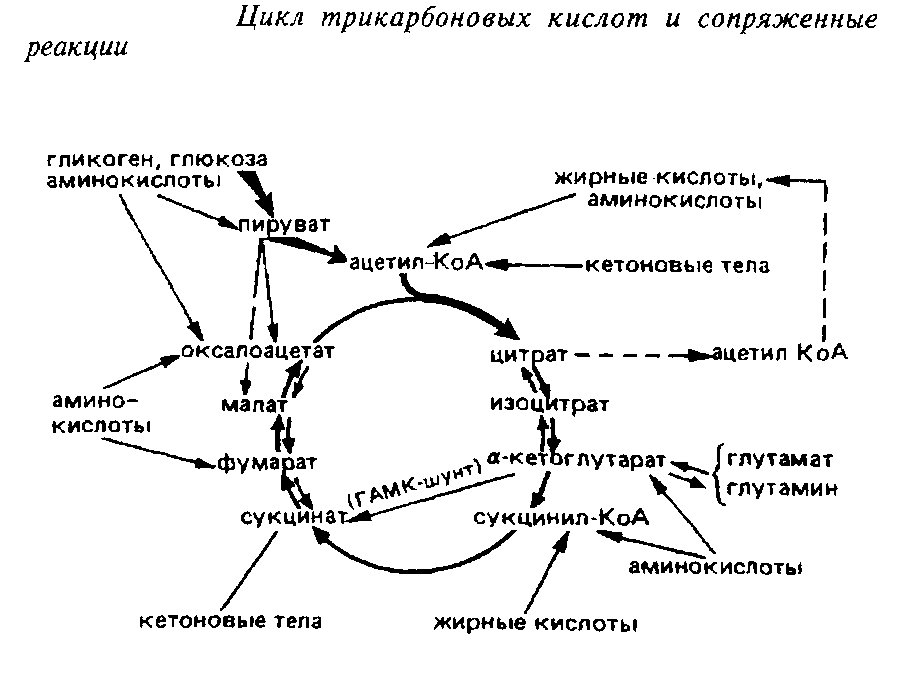 Цикл трикарбоновых кислот и сопряженные
реакции
гликоген, глюкоза
аминокислоты
жирные кислоты,
аминокислоты
пируват
ацетил-КоА
кетоновые тела
оксалоацетат
цитрат
ацетил КоА
амино-
кислоты
малат
изоцитрат
фумарат
(ГАМК-шунт)
α-кетоглутарат
глутамат
глутамин
сукцинат
сукцинил-КоА
аминокислоты
кетоновые тела
жирные кислоты